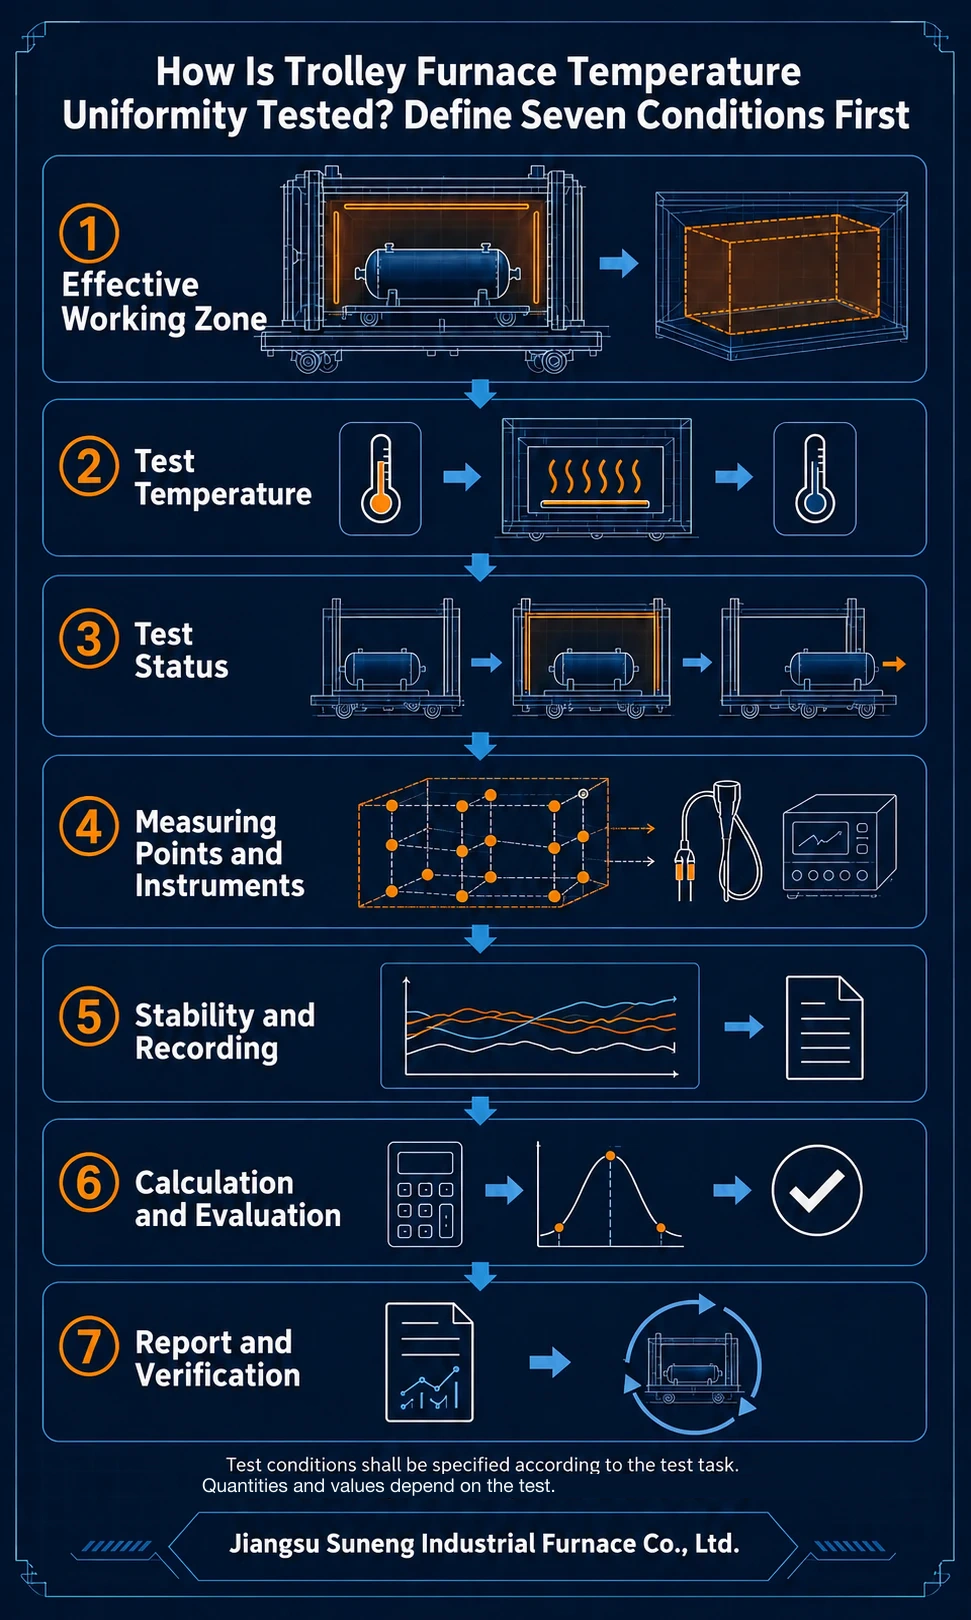 How Is Trolley Furnace Temperature
Uniformity Tested? Define Seven Conditions First
1
Effective
Working Zone
2
Test
Temperature
3
Test
Status
4
Measuring
Points and
Instruments
5
Stability and
Recording
6
Calculation
and Evaluation
7
Report and
Verification
Test conditions shall be specified according to the test task.
Quantities and values depend on the test.
Jiangsu Suneng Industrial Furnace Co., Ltd.